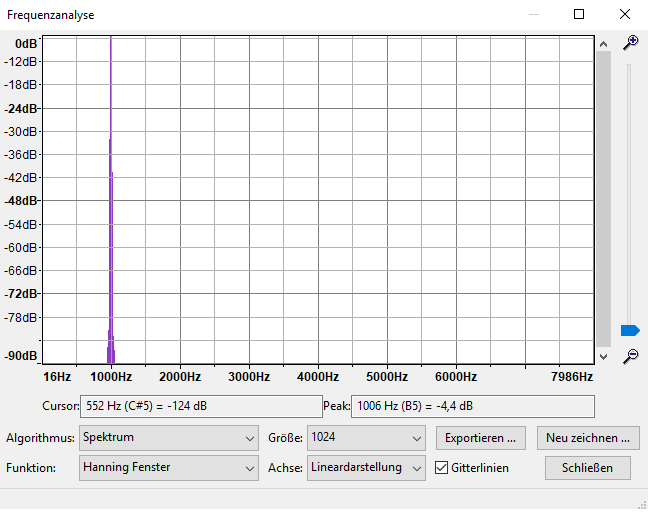 Frequenzanalyse
0dB
-12dB
-18dB
-24dB
-30dB
-36dB
-42dB
-48dB
-54dB
-60dB
-66dB
-72dB
-78dB
-90dB
16Hz 1000Hz 2000Hz 3000Hz 4000Hz 5000Hz 6000Hz 7986Hz
Cursor: 552 Hz (C#5) = -124 dB Peak: 1006 Hz (B5) = -4,4 dB
Algorithmus: Spektrum Größe: 1024 Exportieren ... Neu zeichnen ...
Funktion: Hanning Fenster Achse: Lineardarstellung Gitterlinien Schließen